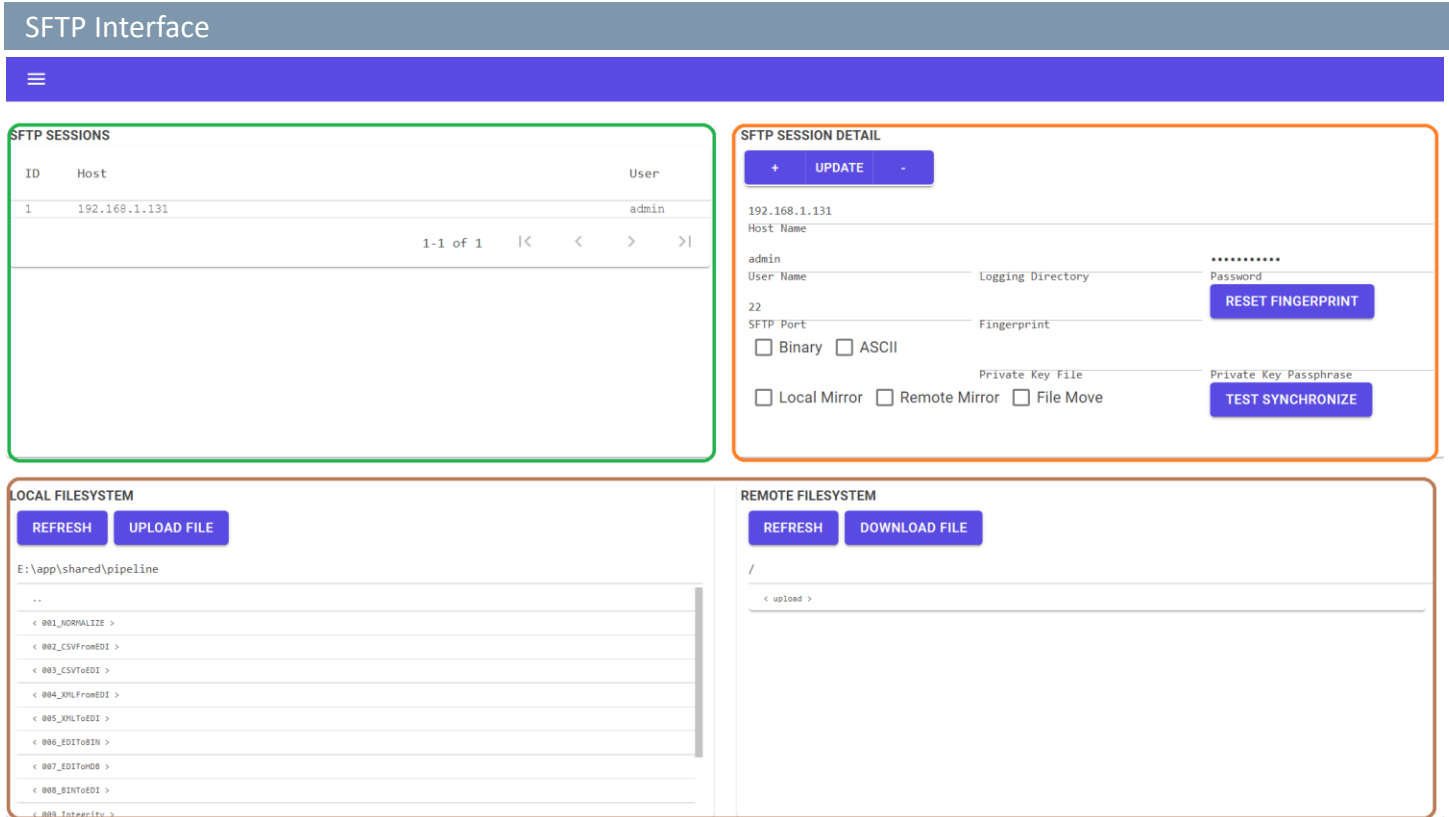 SFTP Interface
SFTP SESSIONS
ID Host User
1 192.168.1.131 admin
1-1 of 1
SFTP SESSION DETAIL
+ UPDATE -
192.168.1.131
Host Name
admin •••••••••••
User Name Logging Directory Password
RESET FINGERPRINT
22
SFTP Port Fingerprint
Binary ASCII
Private Key File Private Key Passphrase
Local Mirror Remote Mirror File Move
TEST SYNCHRONIZE
LOCAL FILESYSTEM
REFRESH UPLOAD FILE
E:\app\shared\pipeline
..
< 001_NORMALIZE >
< 002_CSVFromEDI >
< 003_CSVToEDI >
< 004_XMLFromEDI >
< 005_XMLToEDI >
< 006_EDIToBIN >
< 007_EDIToHDB >
< 008_BINToEDI >
< 009_Integrity >
REMOTE FILESYSTEM
REFRESH DOWNLOAD FILE
/
< upload >